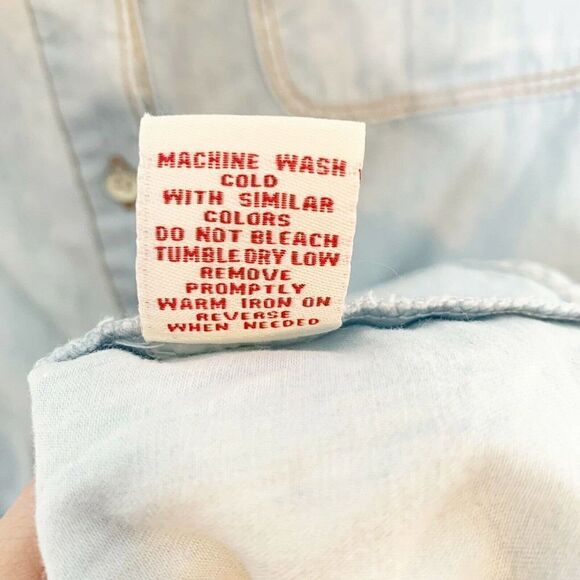 MACHINE WASH
COLD
WITH SIMILAR
COLORS
DO NOT BLEACH
TUMBLE DRY LOW
REMOVE
PROMPTLY
WARM IRON ON
REVERSE
WHEN NEEDED